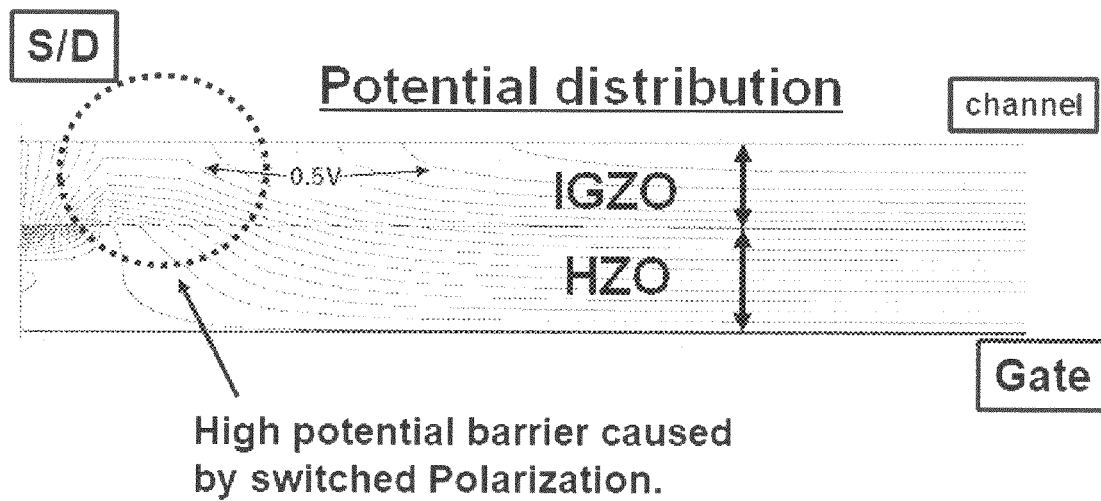 S/D
Potential distribution
channel
0.5V
IGZO
HZO
Gate
High potential barrier caused
by switched Polarization.